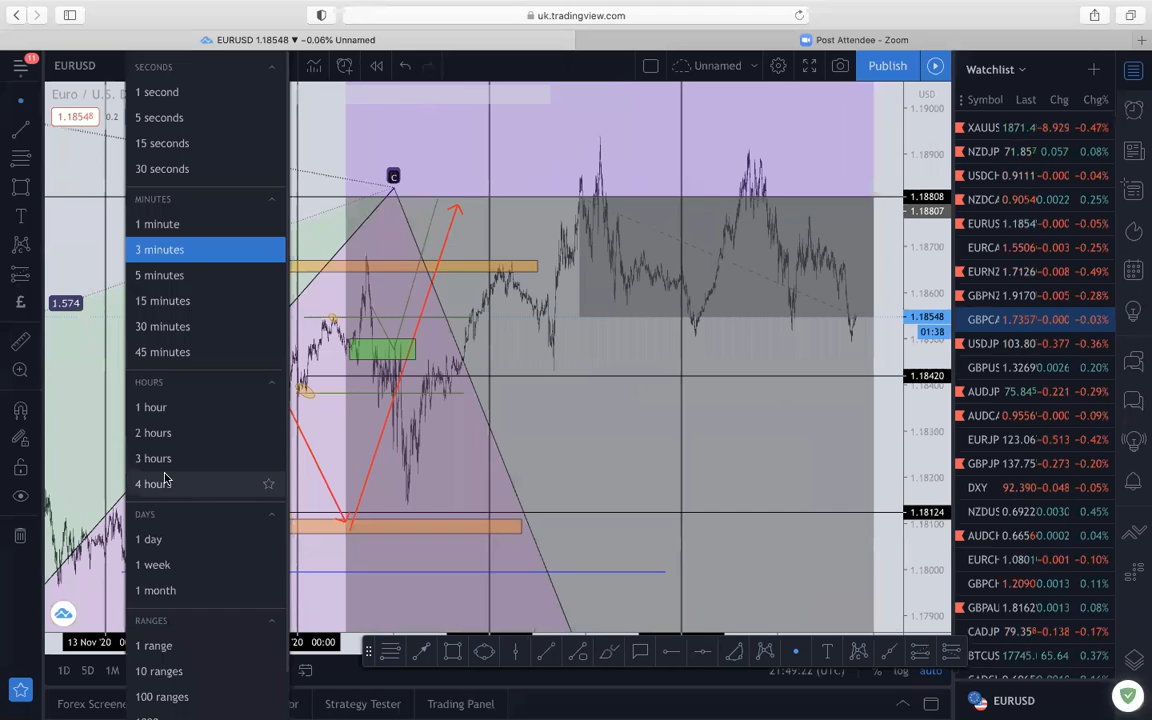 uk.tradingview.com
EURUSD 1.18548 ▼ −0.06% Unnamed
Post Attendee - Zoom
11
EURUSD
Unnamed
Publish
Watchlist
SECONDS
1 second
5 seconds
15 seconds
30 seconds
MINUTES
1 minute
3 minutes
5 minutes
15 minutes
30 minutes
45 minutes
HOURS
1 hour
2 hours
3 hours
4 hours
DAYS
1 day
1 week
1 month
RANGES
1 range
10 ranges
100 ranges
Euro / U.S.
1.18548
0.2
1.574
C
13 Nov '20
'20
00:00
USD
1.19000
1.18900
1.18808
1.18807
1.18700
1.18600
1.18548
01:38
1.18420
1.18300
1.18200
1.18124
1.18100
1.18000
1.17900
Symbol Last Chg Chg%
XAUUS 1871.4 -8.929 −0.47%
NZDJP 71.857 0.057 0.08%
USDCH 0.9111 -0.000 −0.04%
NZDCA 0.9054 0.0022 0.25%
EURUS 1.1854 -0.000 −0.06%
EURCA 1.5506 -0.003 −0.25%
EURN2 1.7126 -0.008 −0.49%
GBPN2 1.9170 -0.005 −0.28%
GBPCA 1.7357 -0.000 −0.03%
USDJP 103.80 -0.377 −0.36%
GBPUS 1.3269 0.0026 0.20%
AUDJP 75.845 -0.221 −0.29%
AUDCA 0.9556 -0.000 −0.09%
EURJP 123.06 -0.513 −0.42%
GBPJP 137.75 -0.273 −0.20%
DXY 92.390 -0.048 −0.05%
NZDUS 0.6922 0.0030 0.45%
AUDCH 0.6656 0.0002 0.04%
EURCH 1.0801 -0.001 −0.10%
GBPCH 1.2090 0.0013 0.11%
GBPAU 1.8162 0.0013 0.08%
CADJP 79.358 -0.138 −0.17%
BTCUS 17745. 65.64 0.37%
1D 5D 1M
21:49:22 (UTC)
% log auto
Forex Screene
Strategy Tester
Trading Panel
EURUSD